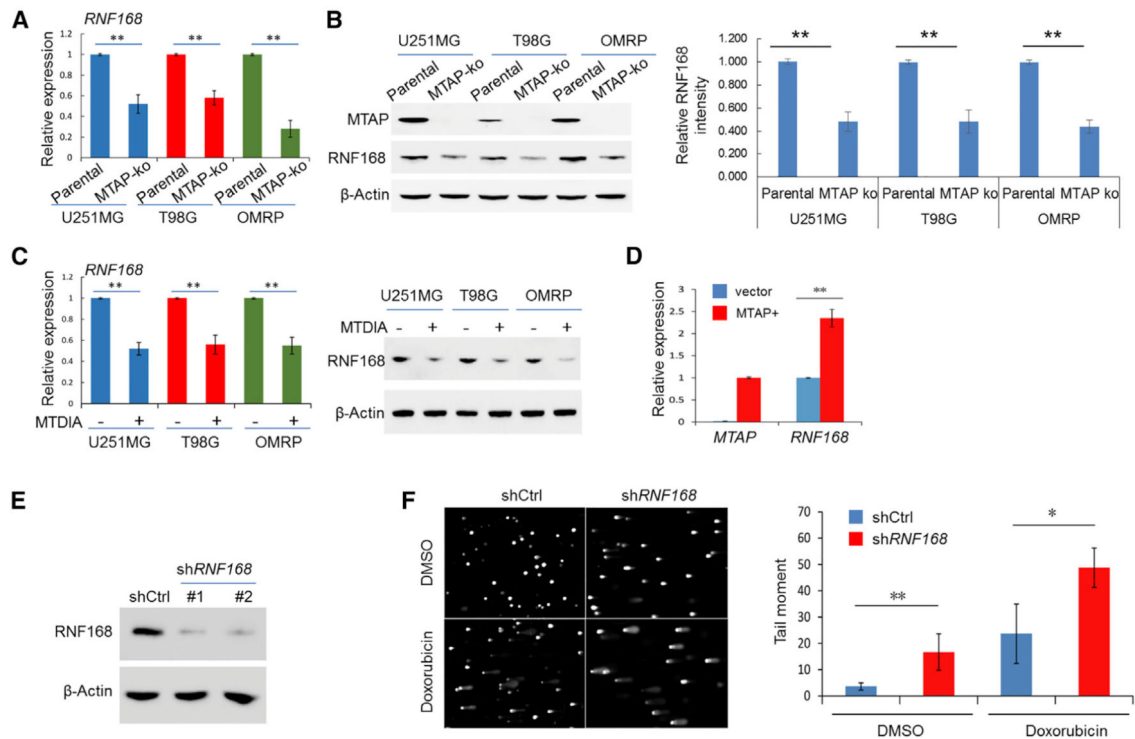 A
RNF168
Relative expression
1.2
1
0.8
0.6
0.4
0.2
0
** ** **
Parental MTAP-ko Parental MTAP-ko Parental MTAP-ko
U251MG T98G OMRP
B
U251MG T98G OMRP
Parental MTAP-ko Parental MTAP-ko Parental MTAP-ko
MTAP
RNF168
β-Actin
Relative RNF168
intensity
1.200
1.000
0.800
0.600
0.400
0.200
0.000
** ** **
Parental MTAP ko Parental MTAP ko Parental MTAP ko
U251MG T98G OMRP
C
RNF168
Relative expression
1.2
1
0.8
0.6
0.4
0.2
0
** ** **
- + - + - + MTDIA
U251MG T98G OMRP
U251MG T98G OMRP
MTDIA - + - + - +
RNF168
β-Actin
D
vector
MTAP+
**
Relative expression
3
2.5
2
1.5
1
0.5
0
MTAP RNF168
E
shRNF168
shCtrl #1 #2
RNF168
β-Actin
F
shCtrl shRNF168
DMSO
Doxorubicin
shCtrl
shRNF168
Tail moment
70
60
50
40
30
20
10
0
** *
DMSO Doxorubicin